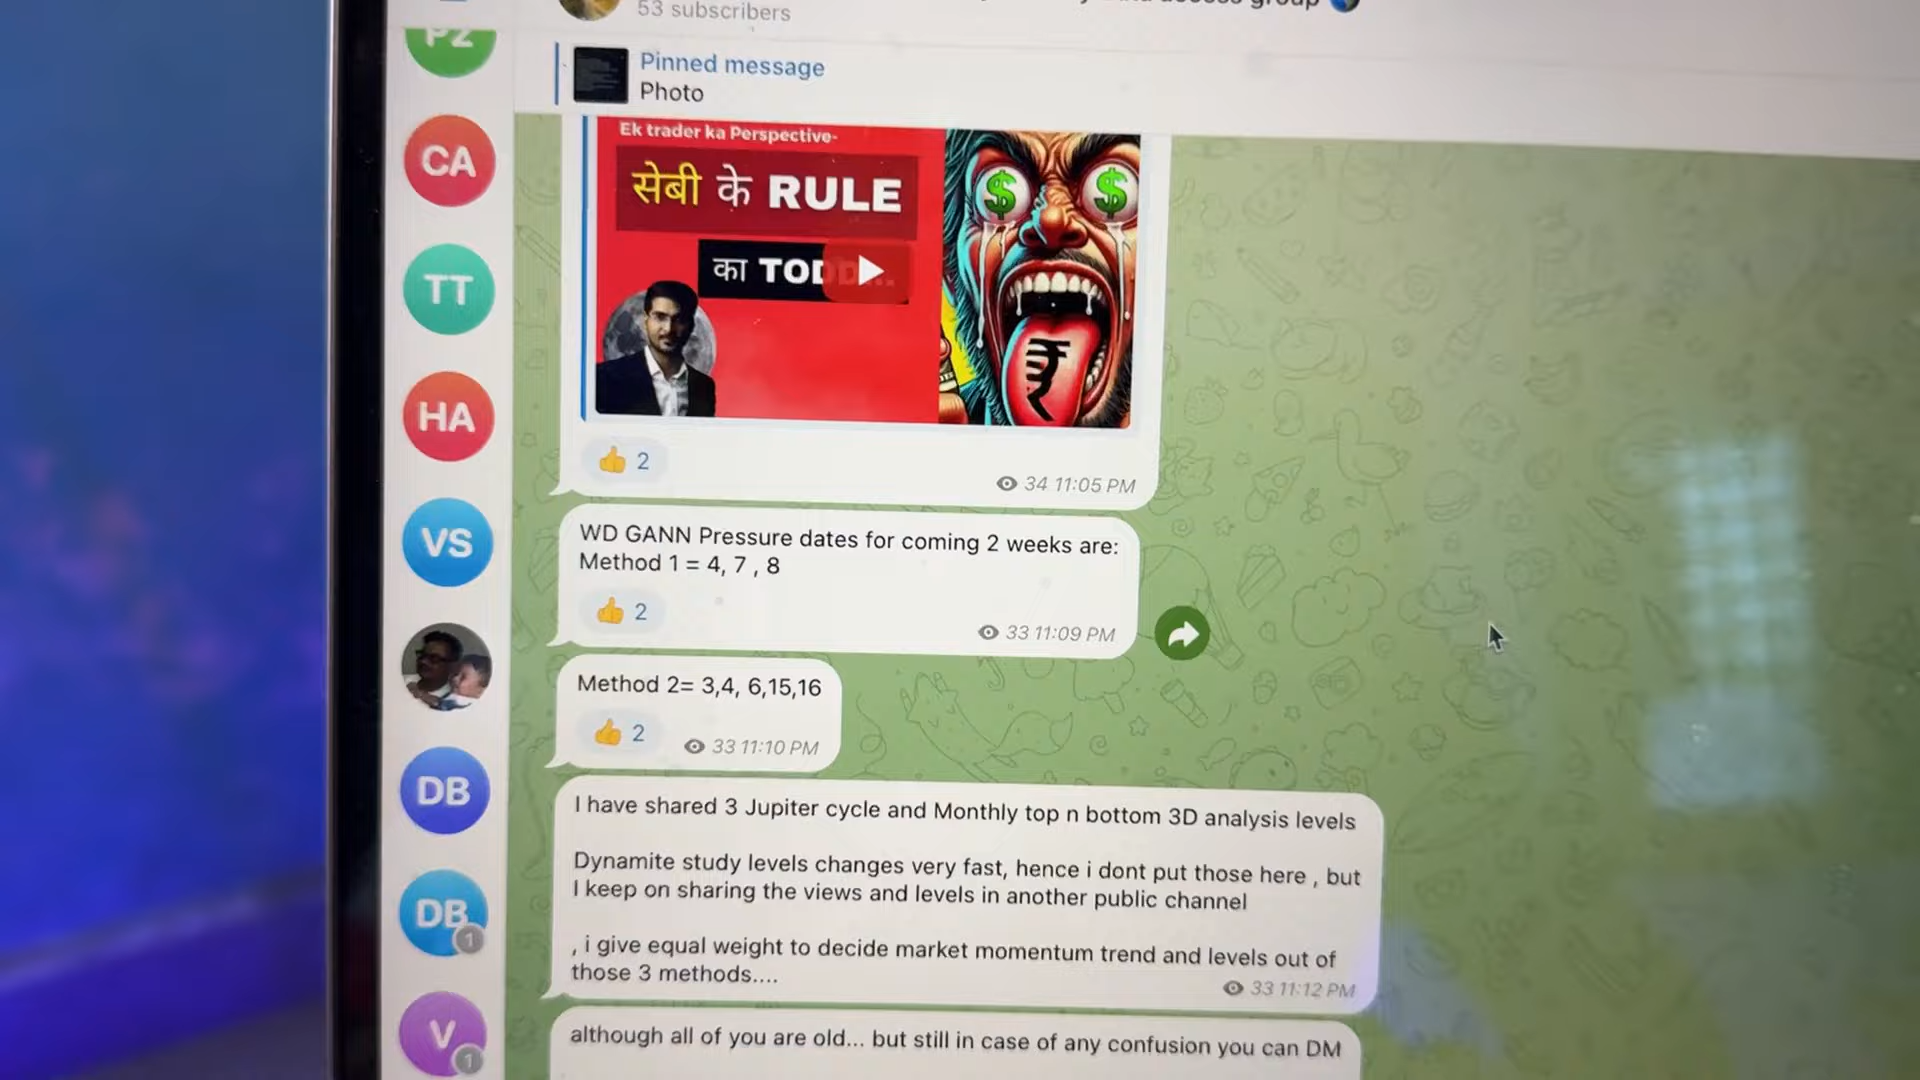 53 subscribers
group
Pinned message
Photo
PZ
CA
TT
HA
VS
DB
DB
1
V
1
Ek trader ka Perspective-
सेबी के RULE
का TOD
$ $
₹
👍 2
34 11:05 PM
WD GANN Pressure dates for coming 2 weeks are:
Method 1 = 4, 7 , 8
👍 2
33 11:09 PM
Method 2= 3,4, 6,15,16
👍 2
33 11:10 PM
I have shared 3 Jupiter cycle and Monthly top n bottom 3D analysis levels
Dynamite study levels changes very fast, hence i dont put those here , but
I keep on sharing the views and levels in another public channel
, i give equal weight to decide market momentum trend and levels out of
those 3 methods....
33 11:12 PM
although all of you are old... but still in case of any confusion you can DM